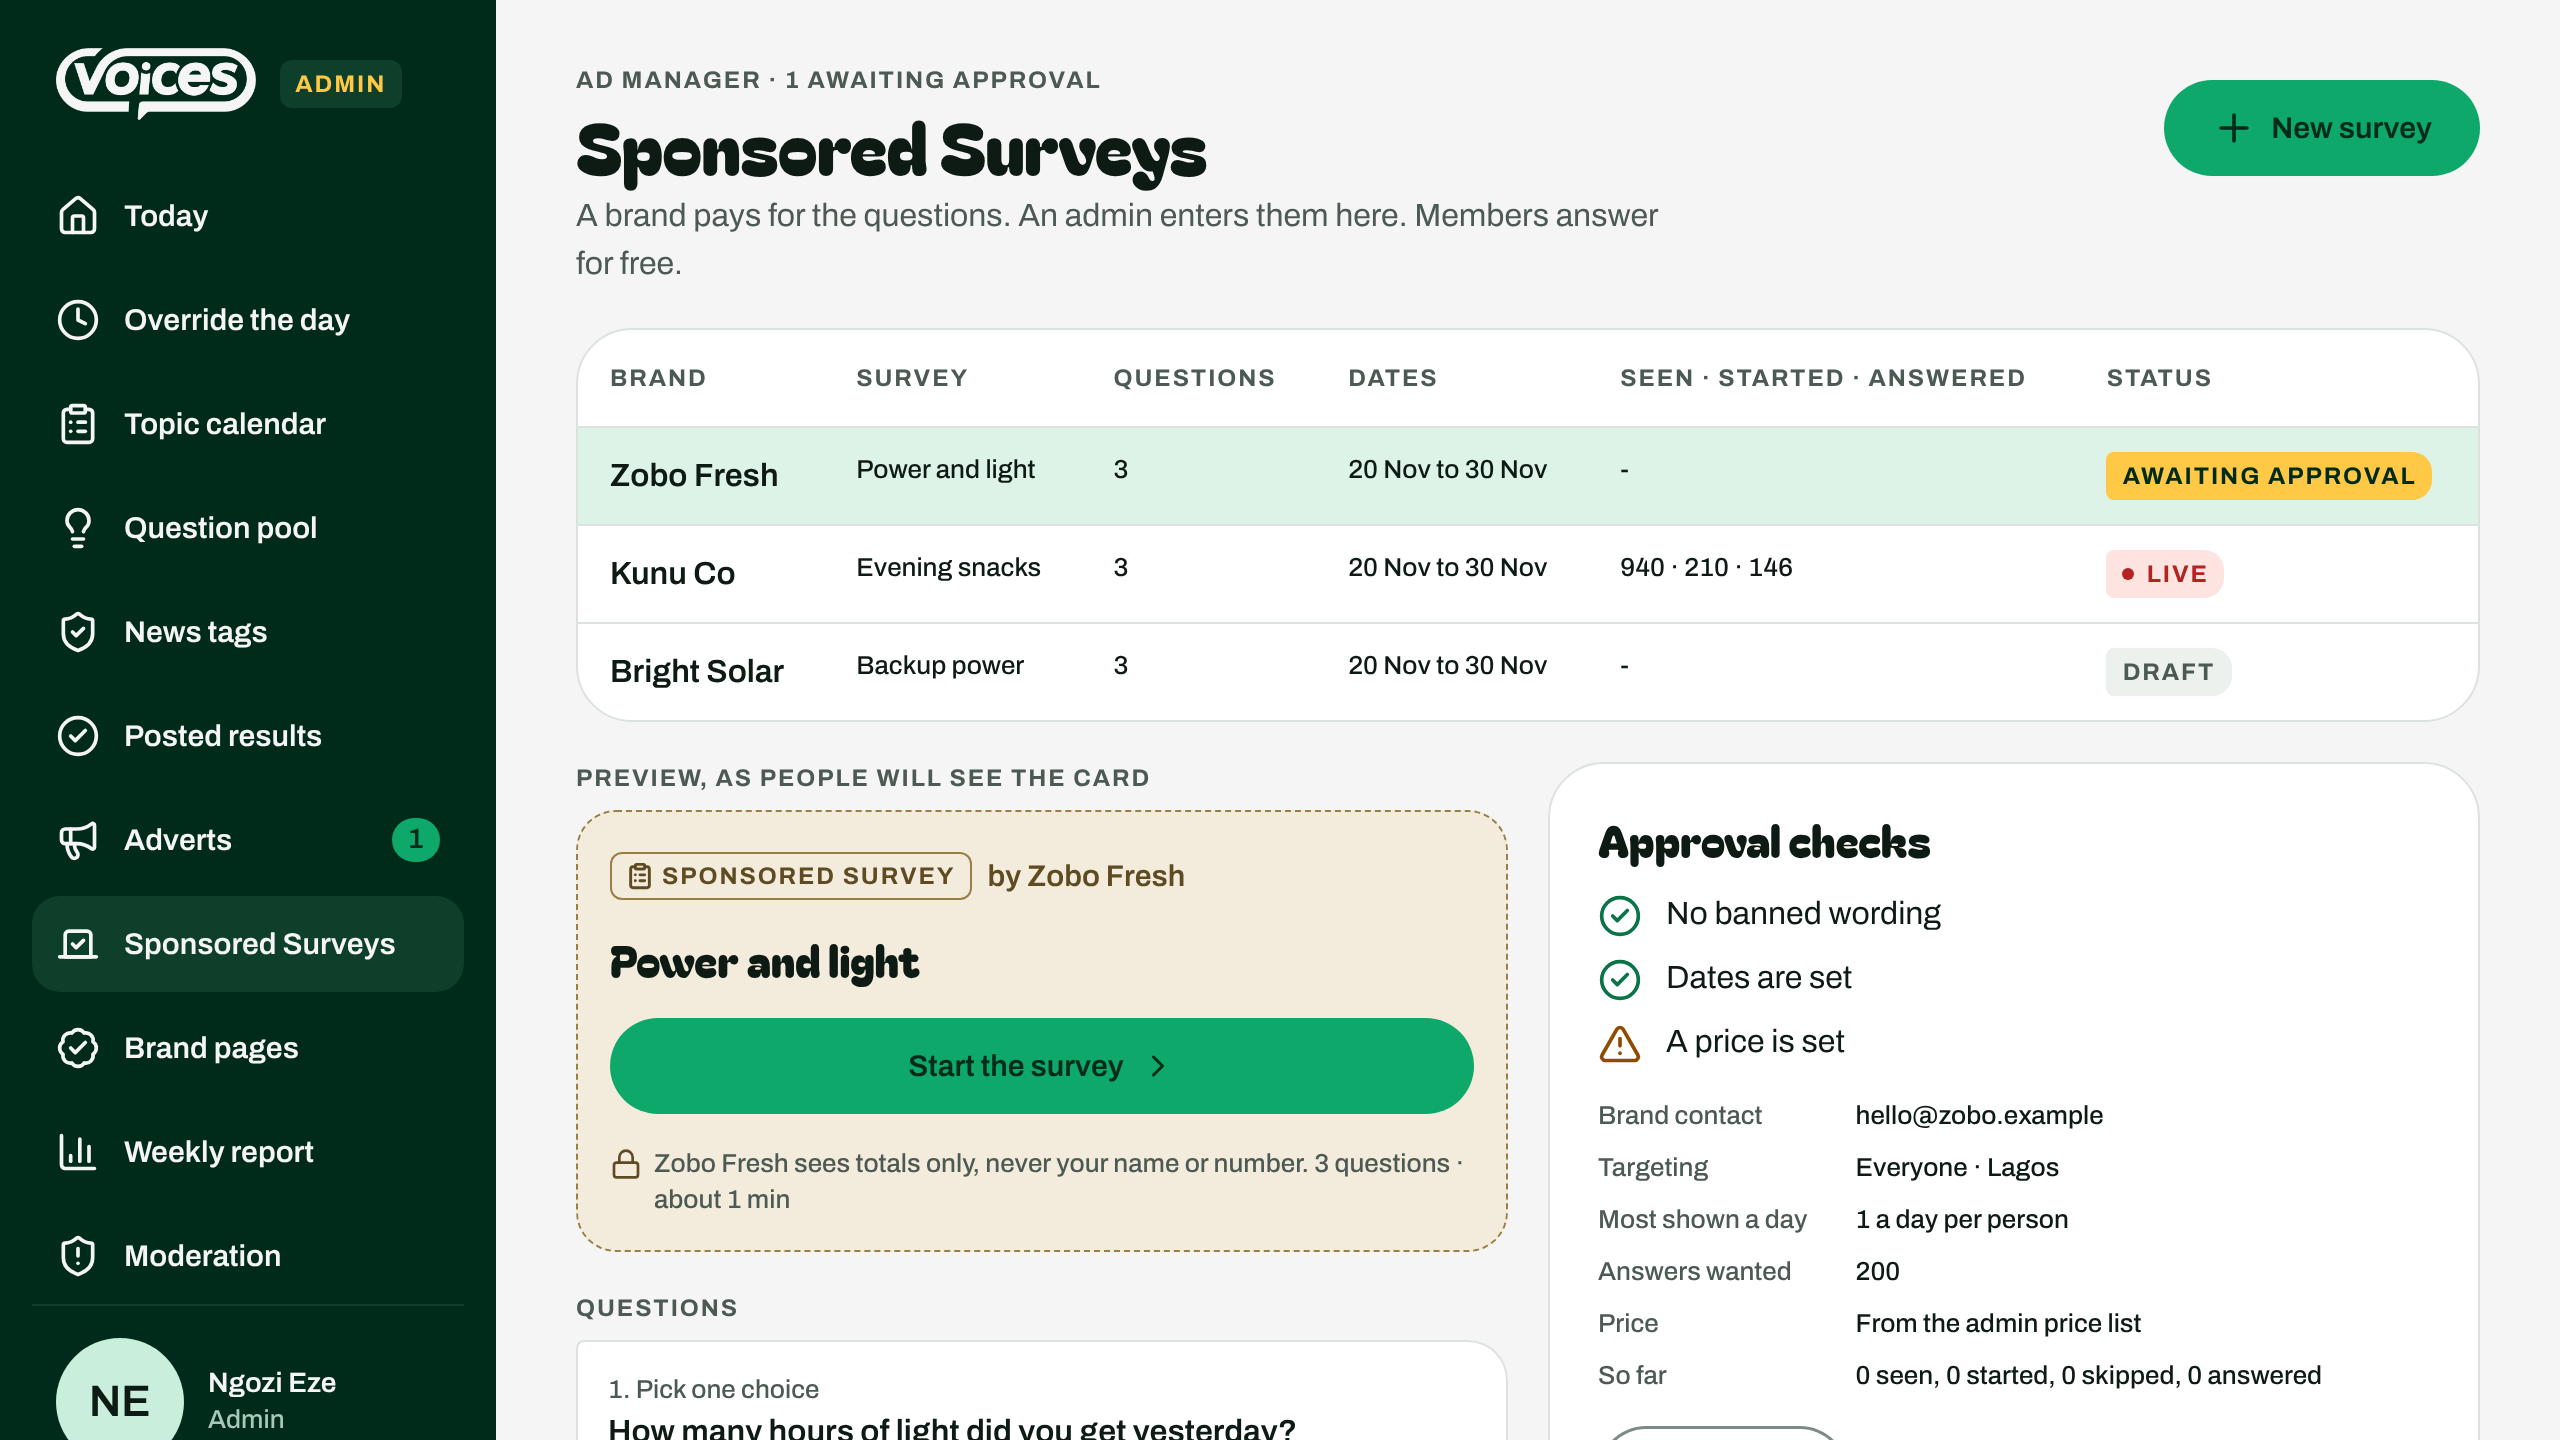 Voices
ADMIN
Today
Override the day
Topic calendar
Question pool
News tags
Posted results
Adverts 1
Sponsored Surveys
Brand pages
Weekly report
Moderation
NE
Ngozi Eze
Admin
AD MANAGER · 1 AWAITING APPROVAL
Sponsored Surveys
A brand pays for the questions. An admin enters them here. Members answer
for free.
New survey
BRAND SURVEY QUESTIONS DATES SEEN · STARTED · ANSWERED STATUS
Zobo Fresh Power and light 3 20 Nov to 30 Nov - AWAITING APPROVAL
Kunu Co Evening snacks 3 20 Nov to 30 Nov 940 · 210 · 146 LIVE
Bright Solar Backup power 3 20 Nov to 30 Nov - DRAFT
PREVIEW, AS PEOPLE WILL SEE THE CARD
SPONSORED SURVEY by Zobo Fresh
Power and light
Start the survey
Zobo Fresh sees totals only, never your name or number. 3 questions ·
about 1 min
QUESTIONS
1. Pick one choice
How many hours of light did you get yesterday?
Approval checks
No banned wording
Dates are set
A price is set
Brand contact hello@zobo.example
Targeting Everyone · Lagos
Most shown a day 1 a day per person
Answers wanted 200
Price From the admin price list
So far 0 seen, 0 started, 0 skipped, 0 answered